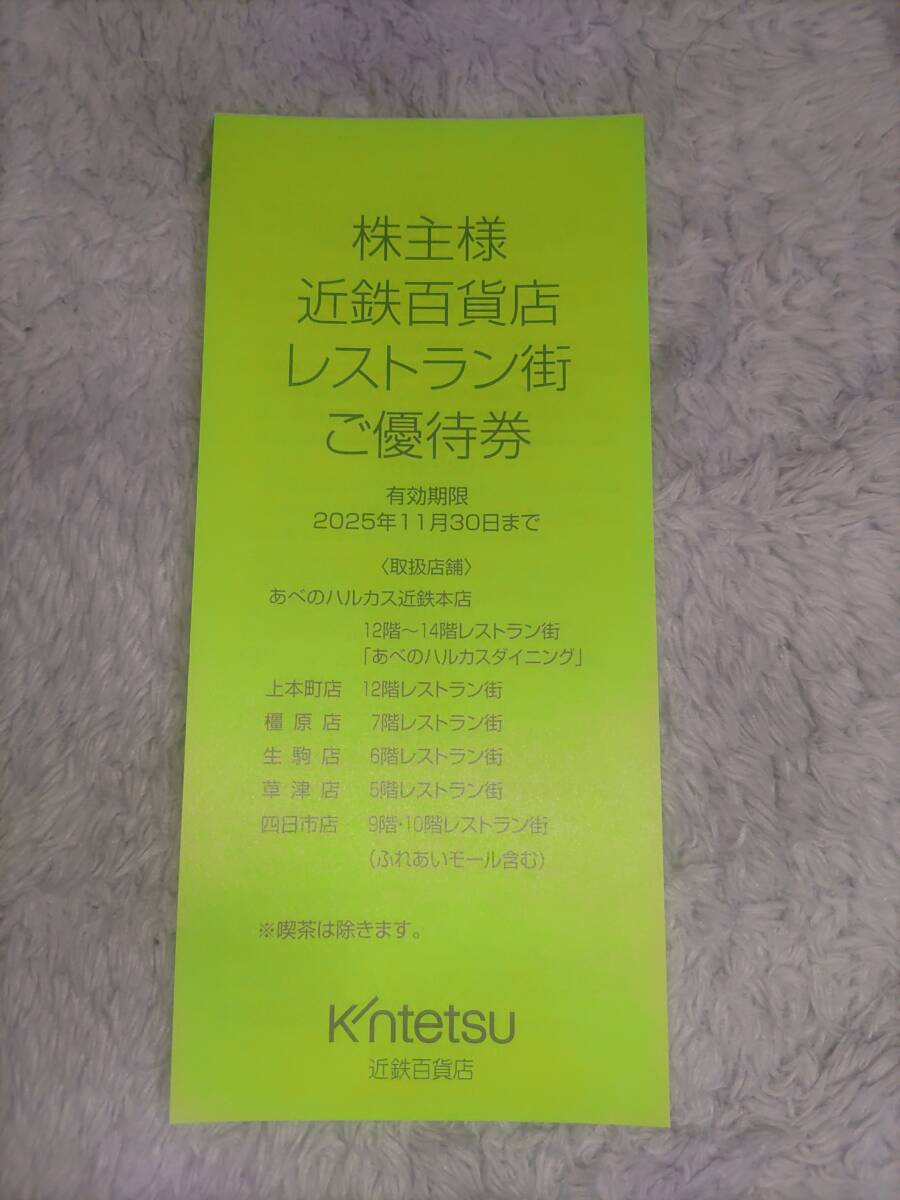 株主様
近鉄百貨店
レストラン街
ご優待券
有効期限
2025年11月30日まで
〈取扱店舗〉
あべのハルカス近鉄本店
12階～14階レストラン街
「あべのハルカスダイニング」
上本町店 12階レストラン街
橿原店 7階レストラン街
生駒店 6階レストラン街
草津店 5階レストラン街
四日市店 9階・10階レストラン街
(ふれあいモール含む)
※喫茶は除きます。
Kintetsu
近鉄百貨店